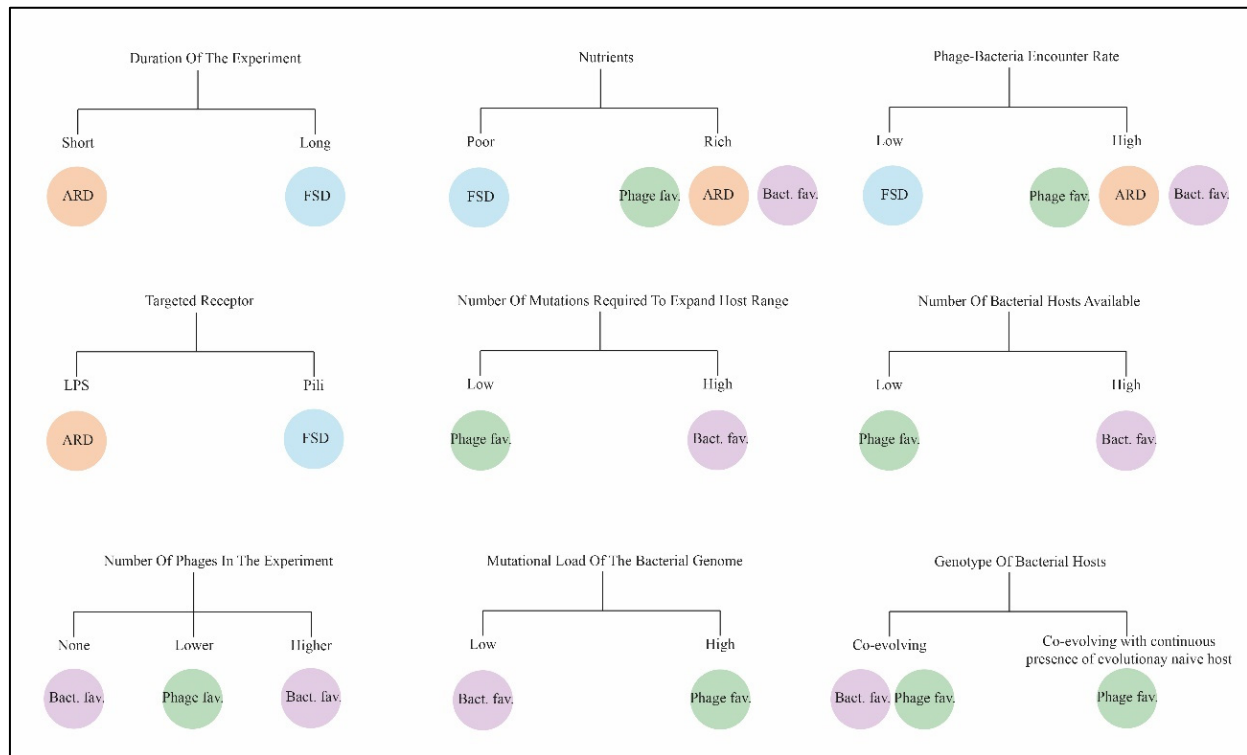 Duration Of The Experiment
Short
Long
ARD
FSD
Nutrients
Poor
Rich
FSD
Phage fav.
ARD
Bact. fav.
Phage-Bacteria Encounter Rate
Low
High
FSD
Phage fav.
ARD
Bact. fav.
Targeted Receptor
LPS
Pili
ARD
FSD
Number Of Mutations Required To Expand Host Range
Low
High
Phage fav.
Bact. fav.
Number Of Bacterial Hosts Available
Low
High
Phage fav.
Bact. fav.
Number Of Phages In The Experiment
None
Lower
Higher
Bact. fav.
Phage fav.
Bact. fav.
Mutational Load Of The Bacterial Genome
Low
High
Bact. fav.
Phage fav.
Genotype Of Bacterial Hosts
Co-evolving
Co-evolving with continuous
presence of evolutionay naive host
Bact. fav.
Phage fav.
Phage fav.